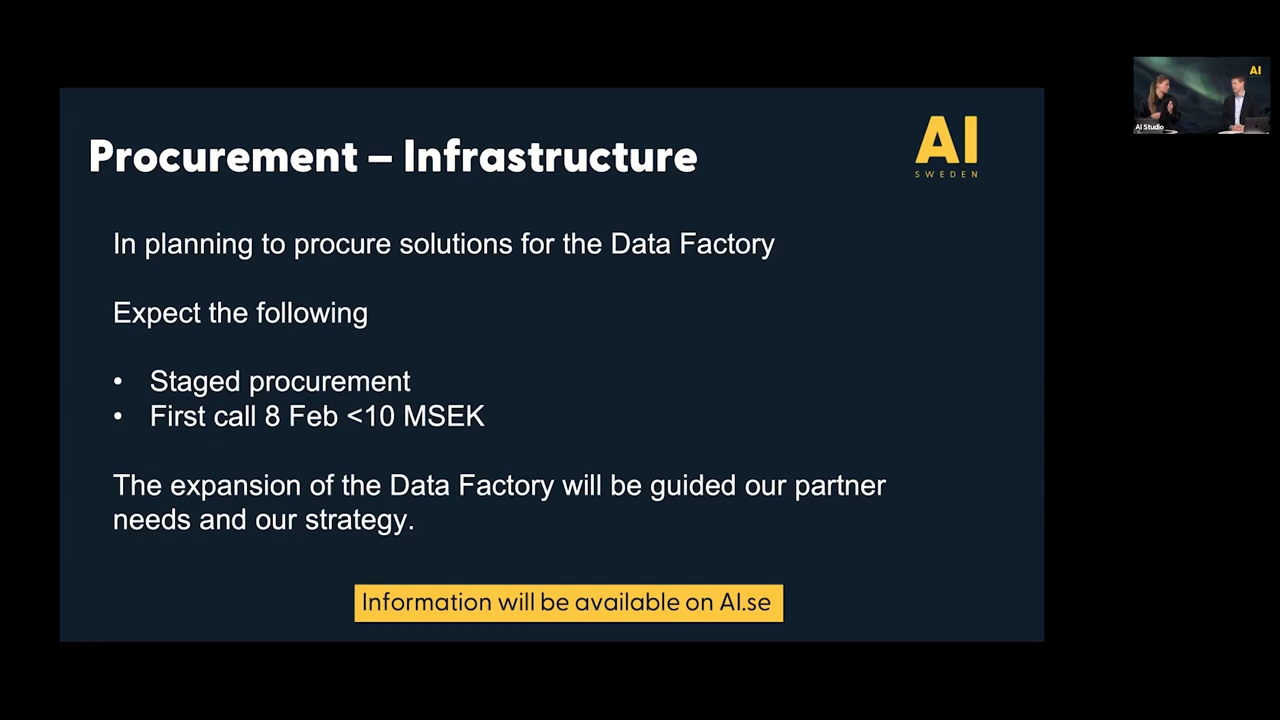 Procurement – Infrastructure
AI
SWEDEN
In planning to procure solutions for the Data Factory
Expect the following
• Staged procurement
• First call 8 Feb <10 MSEK
The expansion of the Data Factory will be guided our partner
needs and our strategy.
Information will be available on AI.se
AI
AI Studio